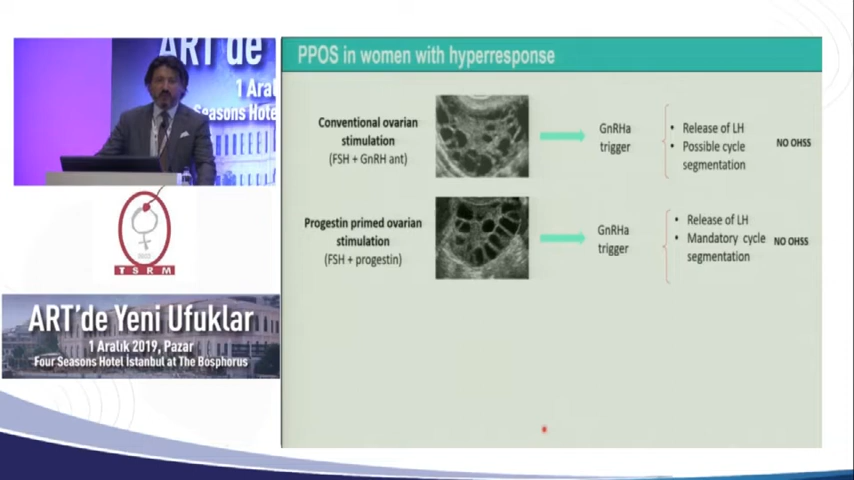 ART'de
1 Aral
Seasons Hote
TSRM
ART'de Yeni Ufuklar
1 Aralık 2019, Pazar
Four Seasons Hotel İstanbul at The Bosphorus
PPOS in women with hyperresponse
Conventional ovarian
stimulation
(FSH + GnRH ant)
GnRHa
trigger
• Release of LH
• Possible cycle
segmentation
NO OHSS
Progestin primed ovarian
stimulation
(FSH + progestin)
GnRHa
trigger
• Release of LH
• Mandatory cycle
segmentation
NO OHSS